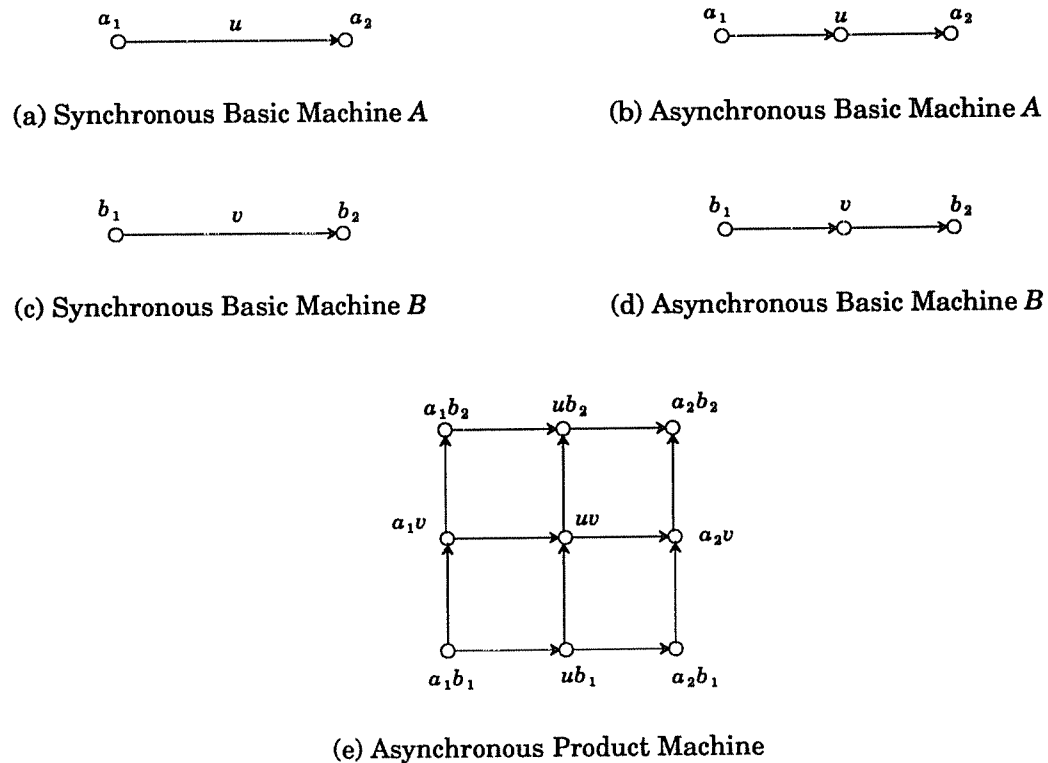 a₁ u a₂
a₁ u a₂
(a) Synchronous Basic Machine A
(b) Asynchronous Basic Machine A
b₁ v b₂
b₁ v b₂
(c) Synchronous Basic Machine B
(d) Asynchronous Basic Machine B
a₁b₂ ub₂ a₂b₂
a₁v uv a₂v
a₁b₁ ub₁ a₂b₁
(e) Asynchronous Product Machine